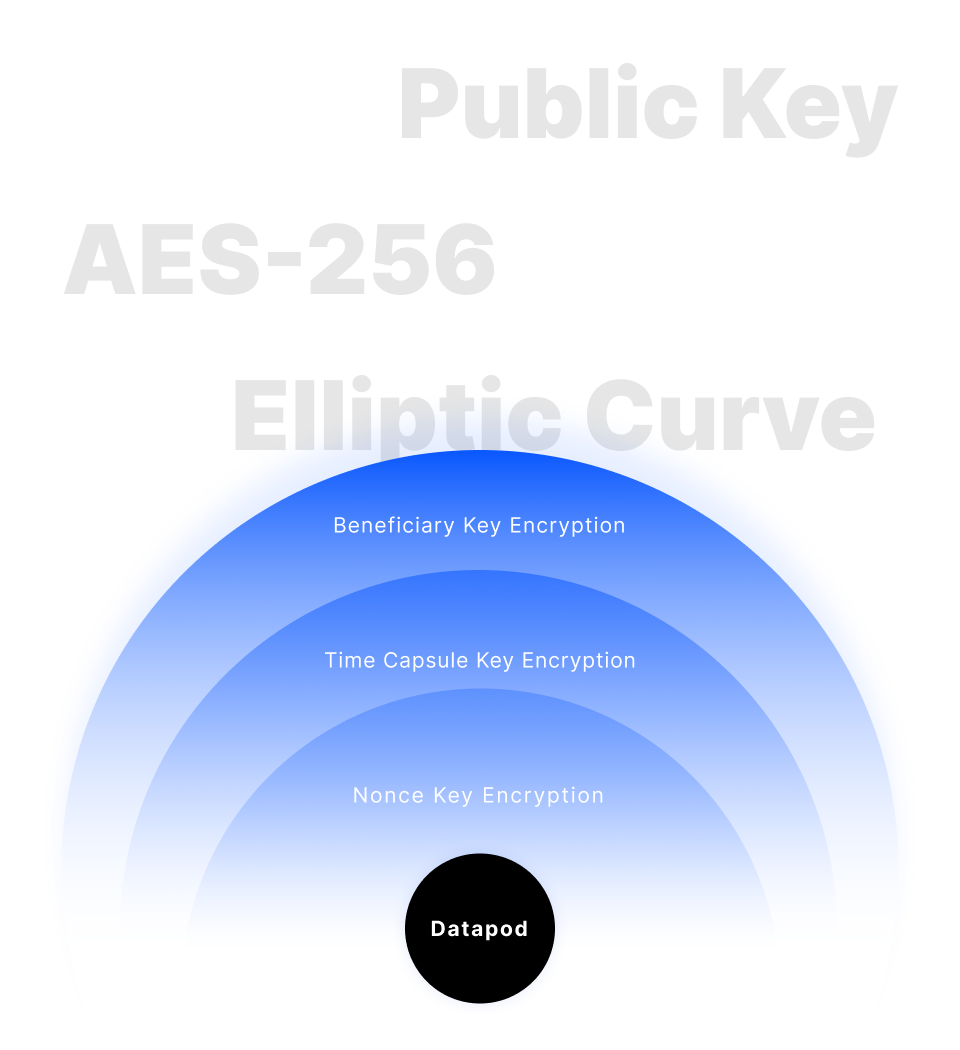 Public Key
AES-256
Elliptic Curve
Beneficiary Key Encryption
Time Capsule Key Encryption
Nonce Key Encryption
Datapod